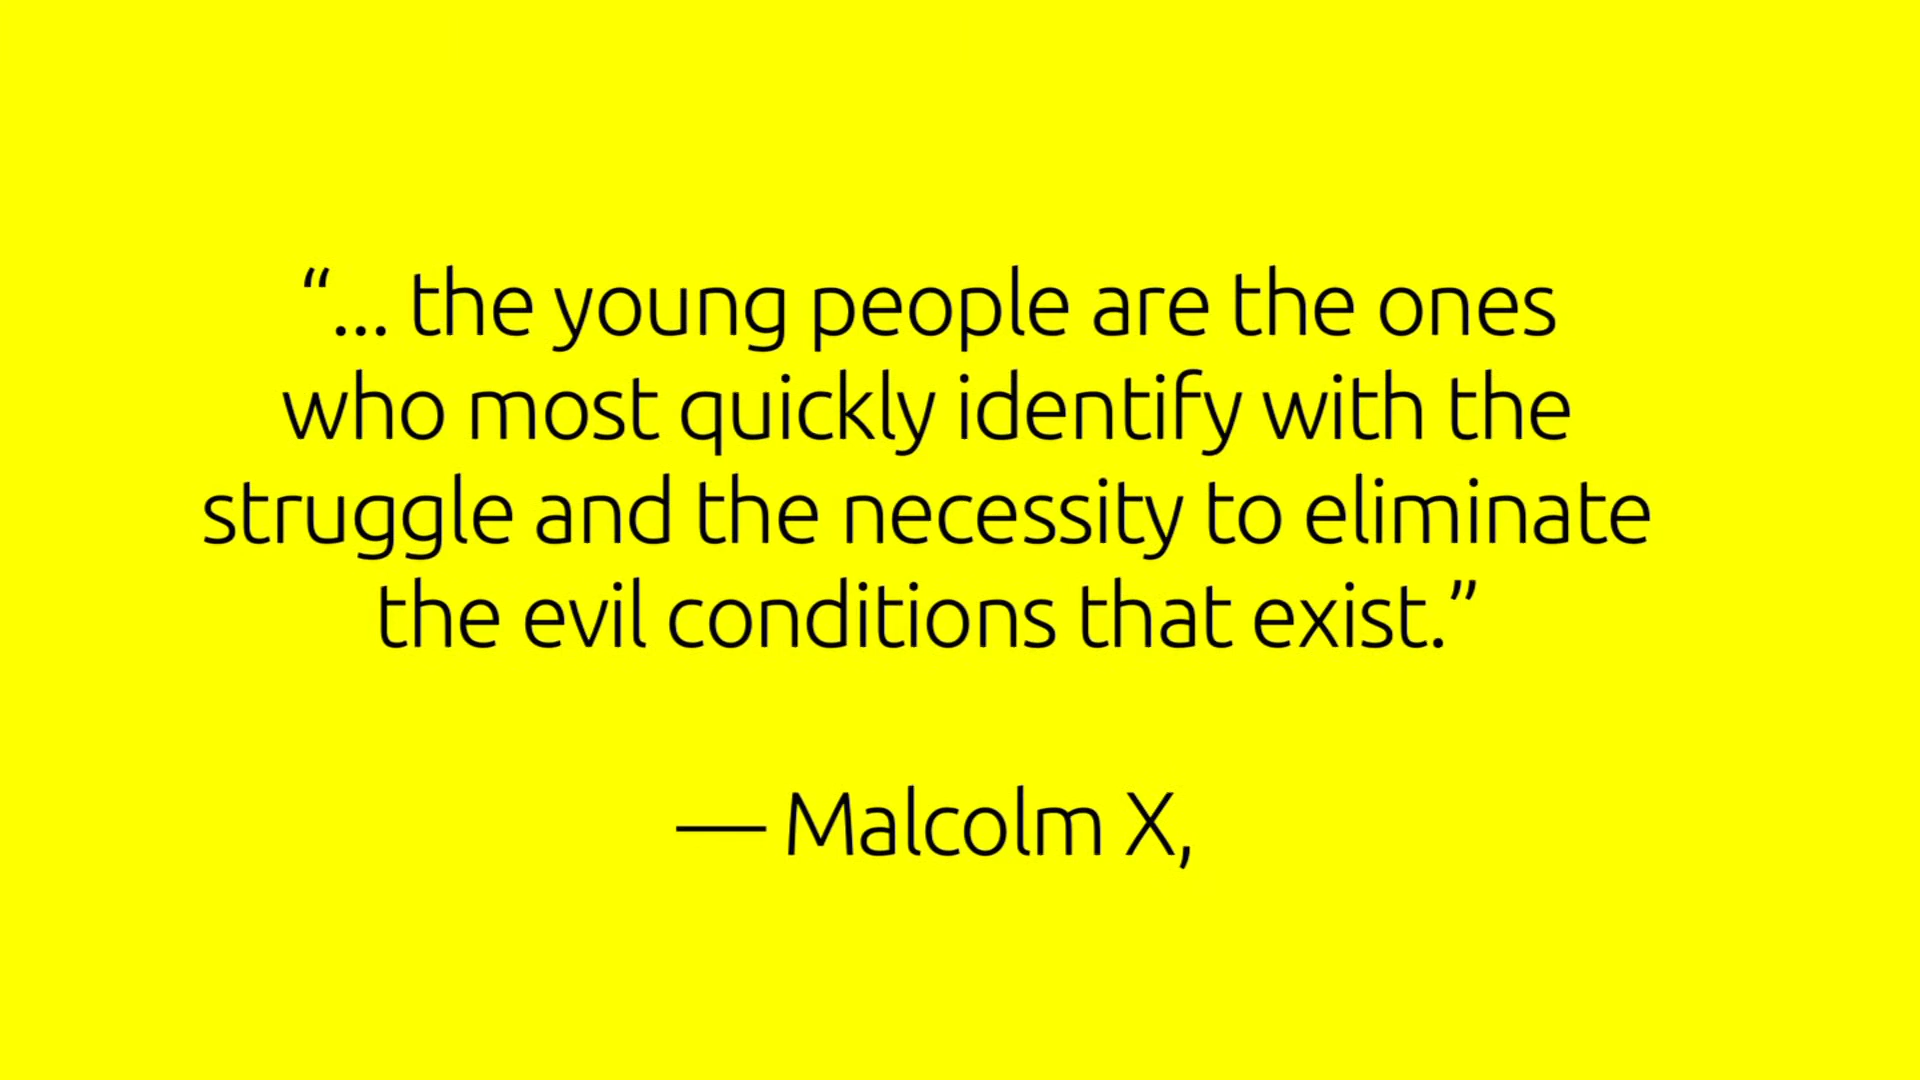 “... the young people are the ones
who most quickly identify with the
struggle and the necessity to eliminate
the evil conditions that exist.”
— Malcolm X,